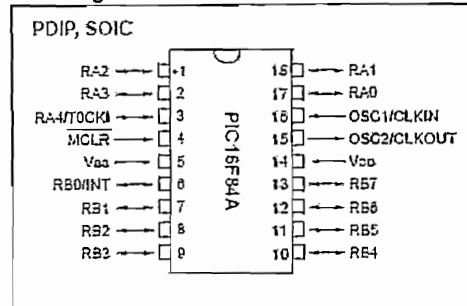 PDIP, SOIC
RA2 1 18 RA1
RA3 2 17 RA0
RA4/T0CKI 3 16 OSC1/CLKIN
MCLR 4 15 OSC2/CLKOUT
Vss 5 14 VDD
RB0/INT 6 13 RB7
RB1 7 12 RB6
RB2 8 11 RB5
RB3 9 10 RB4
PIC16F84A